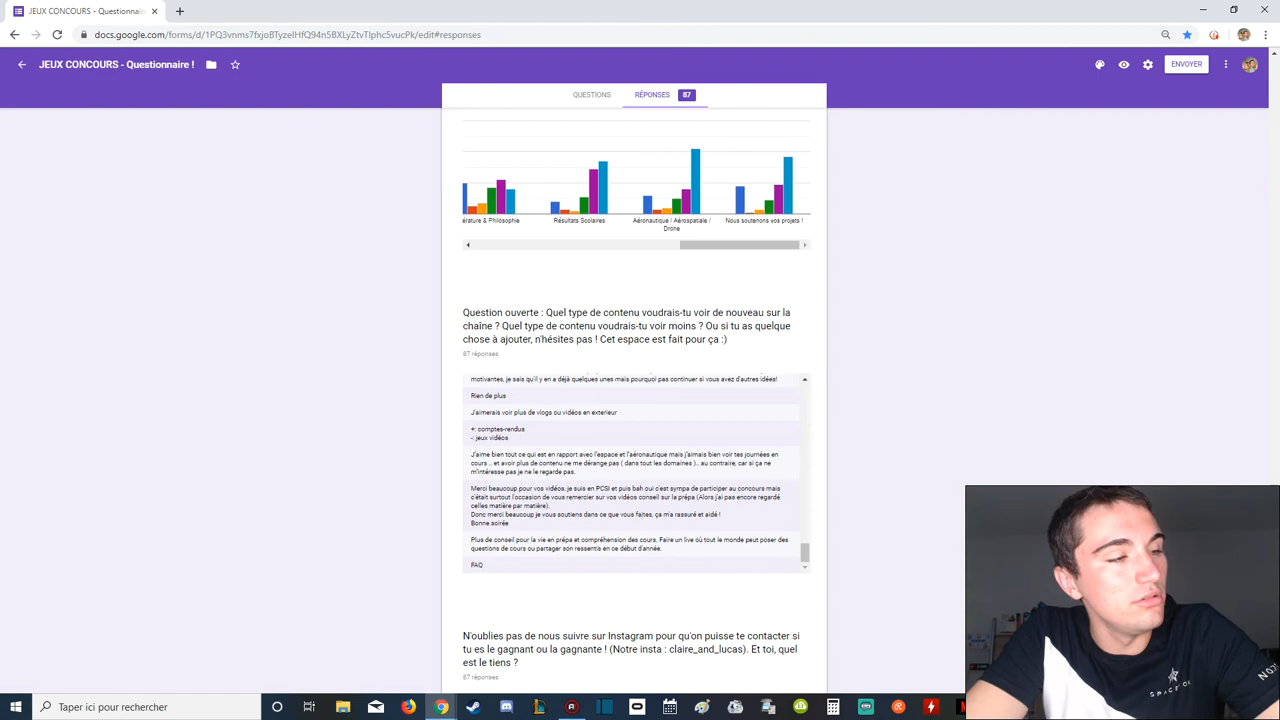 JEUX CONCOURS - Questionnair
docs.google.com/forms/d/1PQ3vnms7fxjoBTyzeIHfQ94n5BXLyZtvTIphc5vucPk/edit#responses
JEUX CONCOURS - Questionnaire !
ENVOYER
QUESTIONS
RÉPONSES 87
érature & Philosophie
Résultats Scolaires
Aéronautique / Aérospatiale /
Drone
Nous soutenons vos projets !
Question ouverte : Quel type de contenu voudrais-tu voir de nouveau sur la
chaîne ? Quel type de contenu voudrais-tu voir moins ? Ou si tu as quelque
chose à ajouter, n'hésites pas ! Cet espace est fait pour ça :)
87 réponses
motivantes, je sais qu'il y en a déjà quelques unes mais pourquoi pas continuer si vous avez d'autres idées!
Rien de plus
J'aimerais voir plus de vlogs ou vidéos en exterieur
+: comptes-rendus
-: jeux vidéos
J'aime bien tout ce qui est en rapport avec l'espace et l'aéronautique mais j'aimais bien voir tes journées en
cours .. et avoir plus de contenu ne me dérange pas ( dans tout les domaines ).. au contraire, car si ça ne
m'intéresse pas je ne le regarde pas.
Merci beaucoup pour vos vidéos, je suis en PCSI et puis bah oui c'est sympa de participer au concours mais
c'était surtout l'occasion de vous remercier sur vos vidéos conseil sur la prépa (Alors j'ai pas encore regardé
celles matière par matière).
Donc merci beaucoup je vous soutiens dans ce que vous faites, ça m'a rassuré et aidé !
Bonne soirée
Plus de conseil pour la vie en prépa et compréhension des cours. Faire un live où tout le monde peut poser des
questions de cours ou partager son ressentis en ce début d'année.
FAQ
N'oublies pas de nous suivre sur Instagram pour qu'on puisse te contacter si
tu es le gagnant ou la gagnante ! (Notre insta : claire_and_lucas). Et toi, quel
est le tiens ?
87 réponses
Taper ici pour rechercher